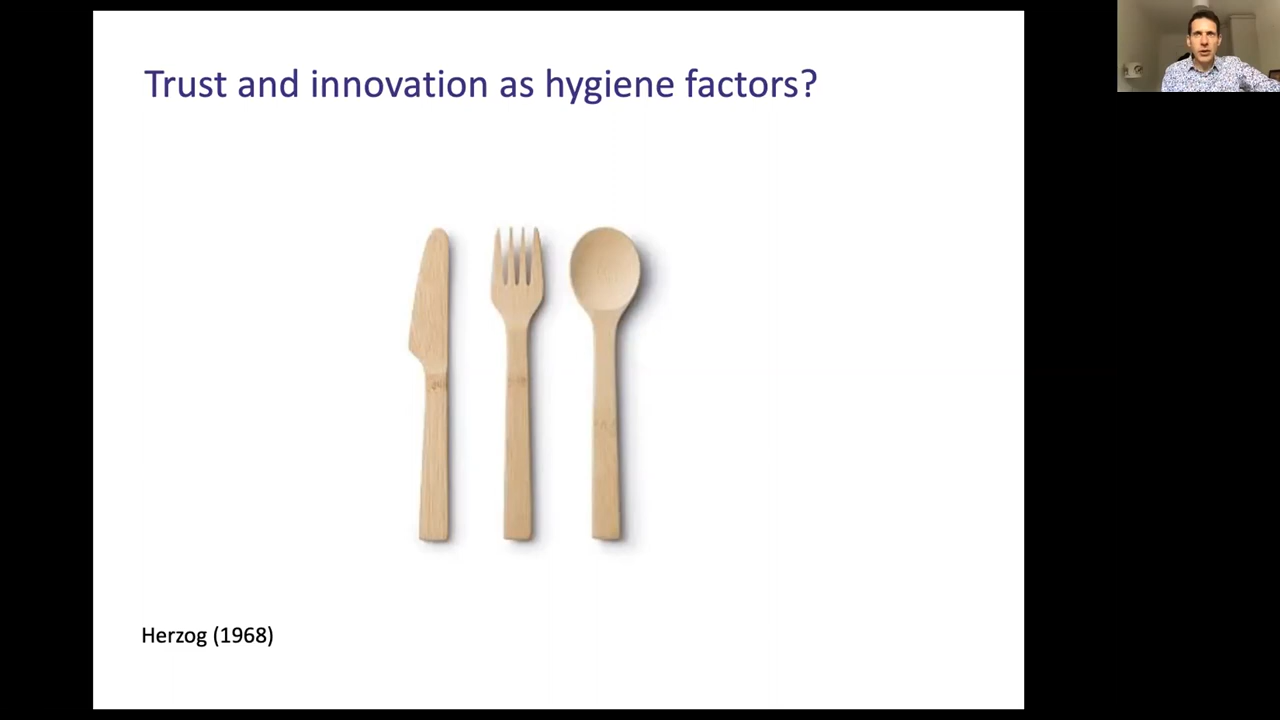 Trust and innovation as hygiene factors?
Herzog (1968)